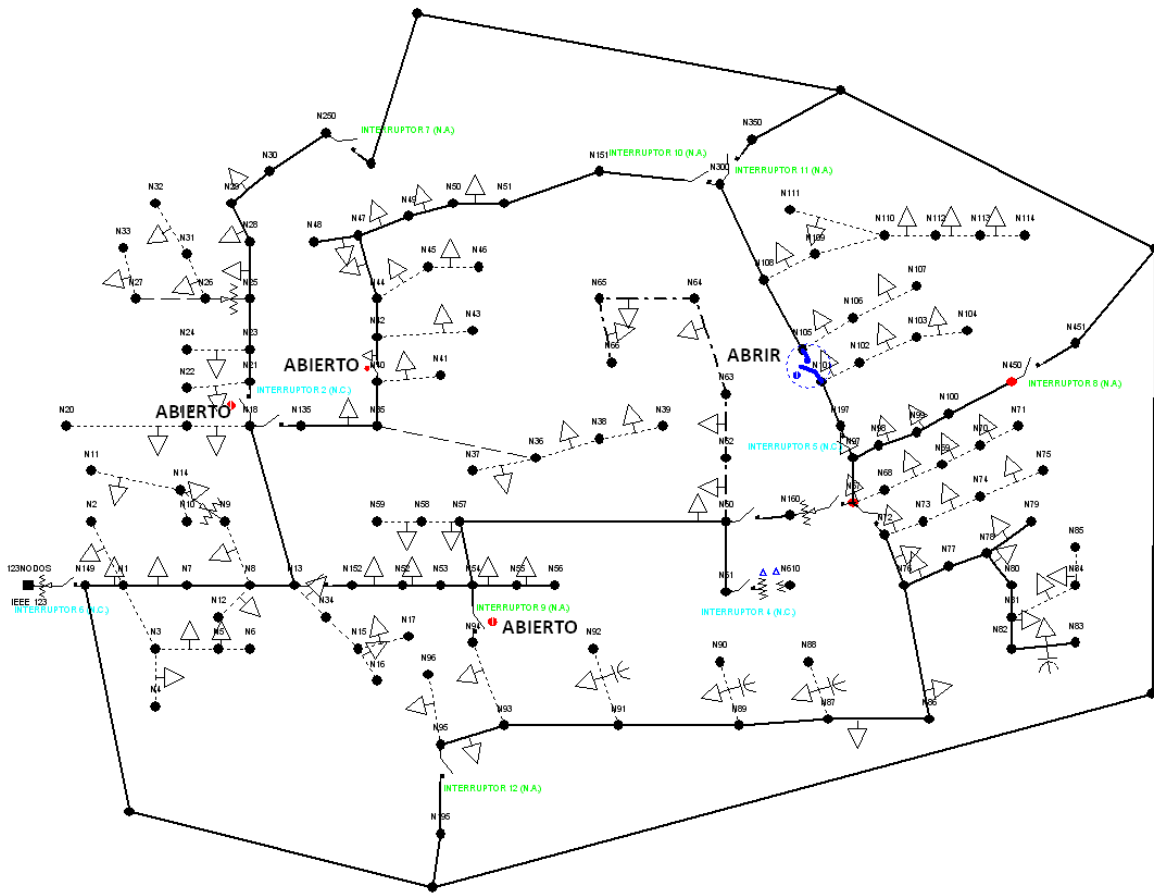 N250
INTERRUPTOR 7 (N.A.)
N350
N30
N151
INTERRUPTOR 10 (N.A.)
N300
INTERRUPTOR 11 (N.A.)
N32
N29
N50
N51
N111
N49
N28
N48
N47
N110
N112
N113
N114
N33
N31
N45
N46
N109
N108
N27
N26
N25
N44
N65
N64
N107
N106
N24
N23
N42
N43
N105
N103
N104
N451
N66
ABIERTO
ABRIR
N22
N21
N40
N41
N101
N102
N450
INTERRUPTOR 2 (N.C.)
N63
INTERRUPTOR 8 (N.A.)
ABIERTO
N20
N18
N135
N35
N38
N39
N197
N99
N100
N71
INTERRUPTOR 5 (N.C.)
N98
N70
N11
N37
N36
N62
N97
N69
N75
N14
N68
N74
N67
N2
N10
N9
N59
N58
N57
N60
N160
N72
N73
N79
N78
N85
123NODOS
N149
N1
N7
N8
N13
N152
N52
N53
N54
N55
N56
N61
N610
N76
N77
N80
N84
IEEE 123
INTERRUPTOR 6 (N.C.)
INTERRUPTOR 9 (N.A.)
INTERRUPTOR 4 (N.C.)
N12
N34
N81
ABIERTO
N3
N5
N6
N15
N17
N94
N92
N90
N88
N82
N83
N16
N96
N4
N95
N93
N91
N89
N87
N86
INTERRUPTOR 12 (N.A.)
N195